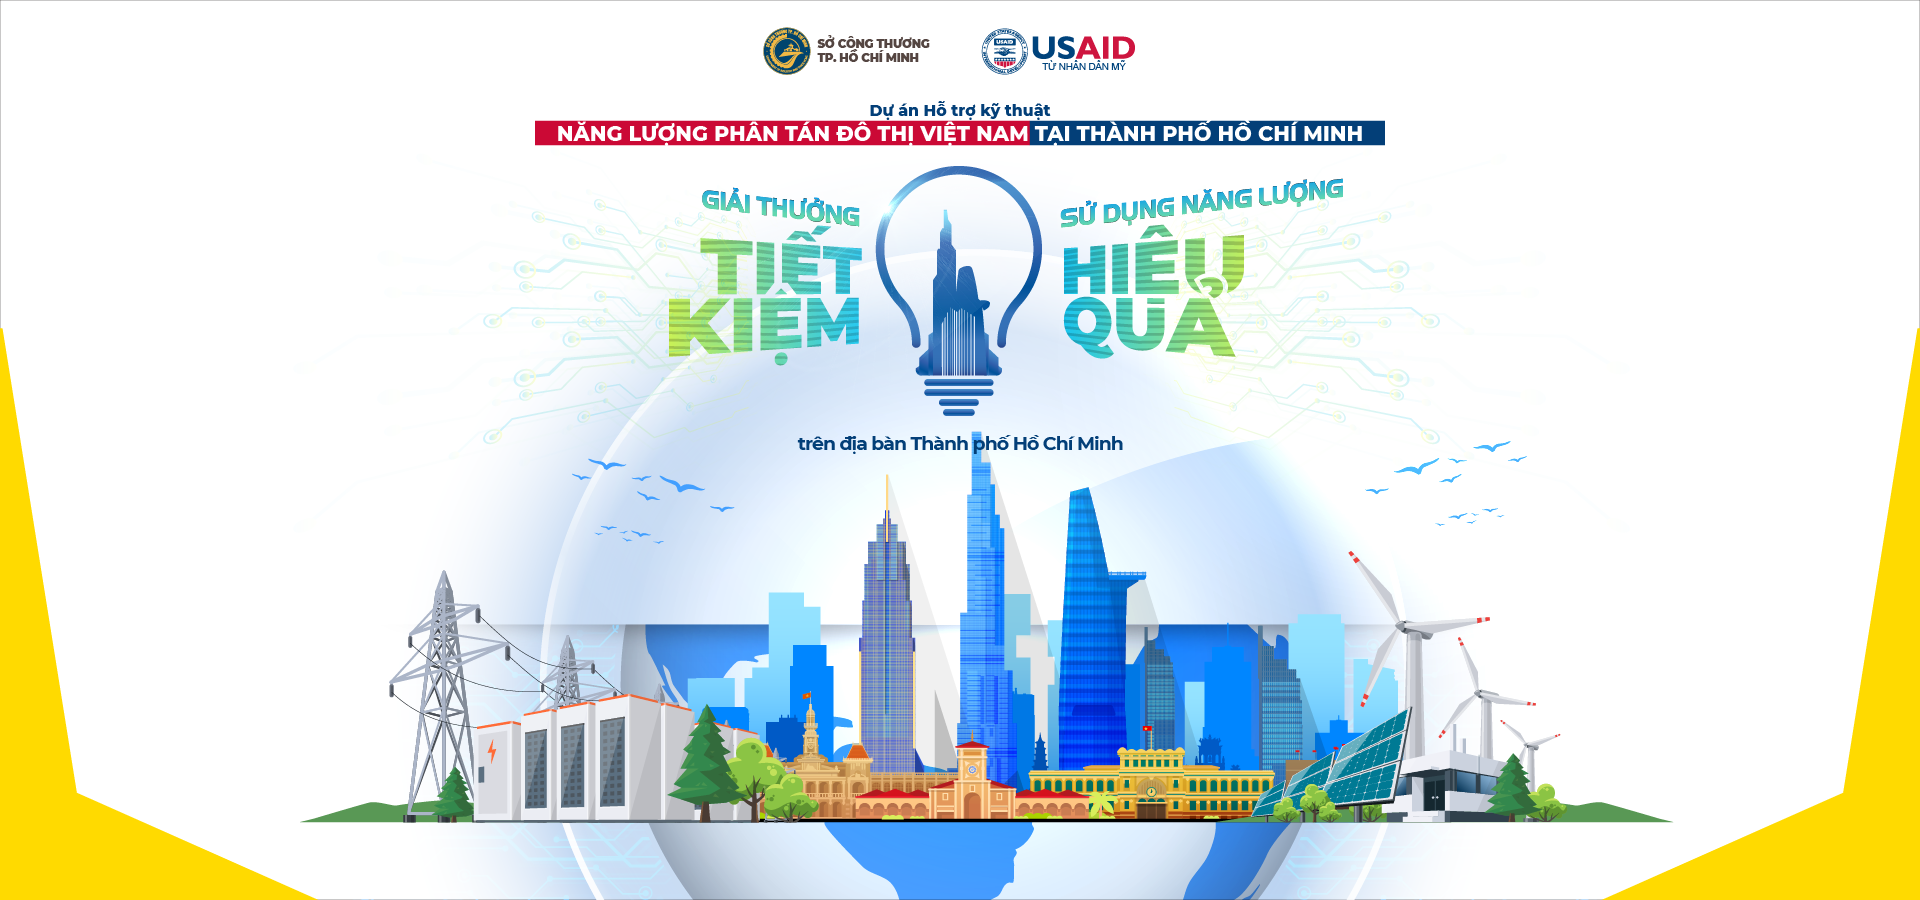 SỞ CÔNG THƯƠNG
TP. HỒ CHÍ MINH
USAID
USAID
TỪ NHÂN DÂN MỸ
Dự án Hỗ trợ kỹ thuật
NĂNG LƯỢNG PHÂN TÁN ĐÔ THỊ VIỆT NAM TẠI THÀNH PHỐ HỒ CHÍ MINH
GIẢI THƯỞNG
TIẾT
KIỆM
SỬ DỤNG NĂNG LƯỢNG
HIỆU
QUẢ
trên địa bàn Thành phố Hồ Chí Minh